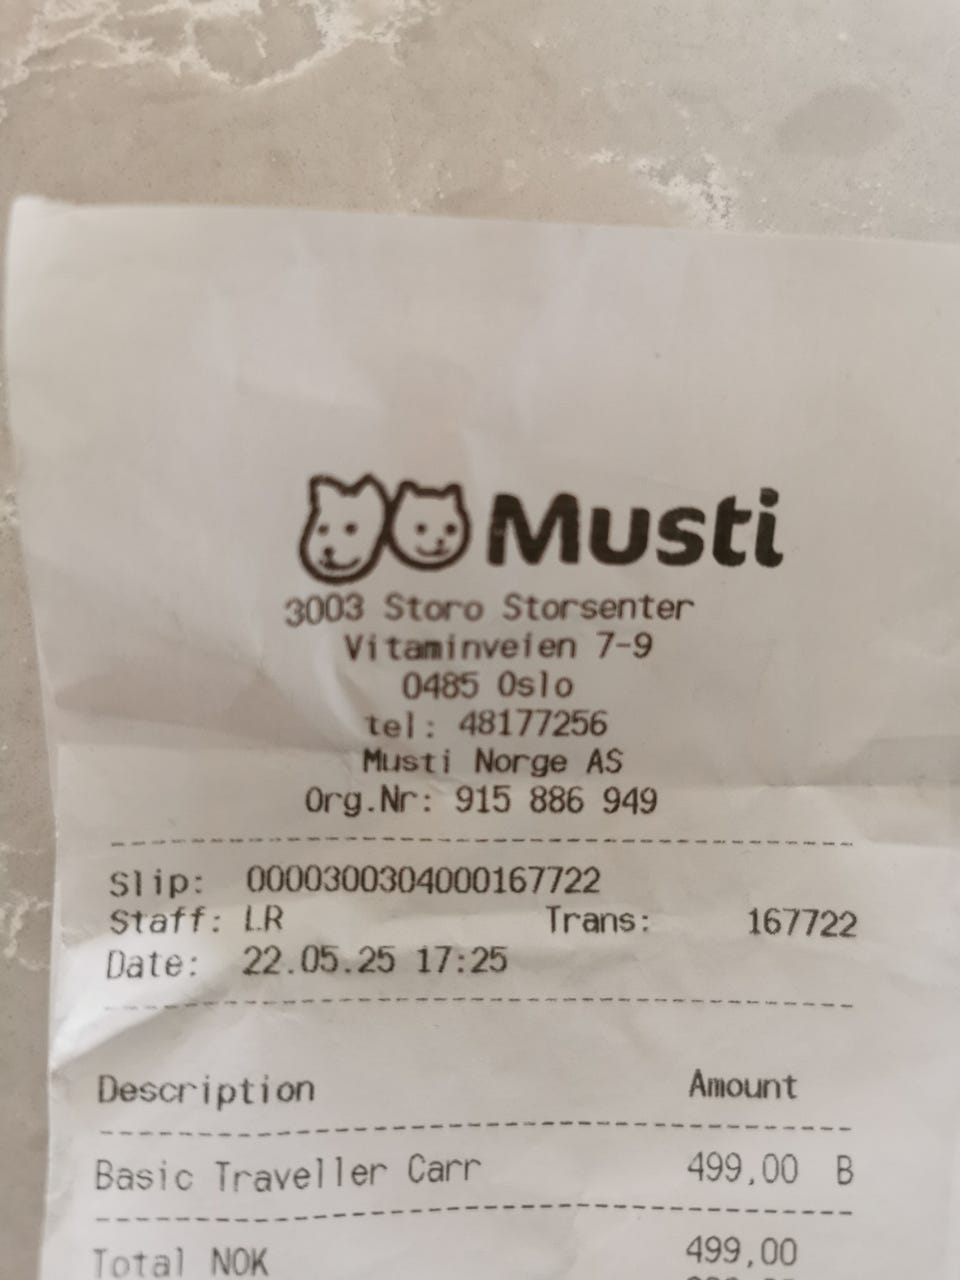 Musti
3003 Storo Storsenter
Vitaminveien 7-9
0485 Oslo
tel: 48177256
Musti Norge AS
Org.Nr: 915 886 949
Slip: 0000300304000167722
Staff: LR Trans: 167722
Date: 22.05.25 17:25
Description Amount
Basic Traveller Carr 499,00 B
Total NOK 499,00